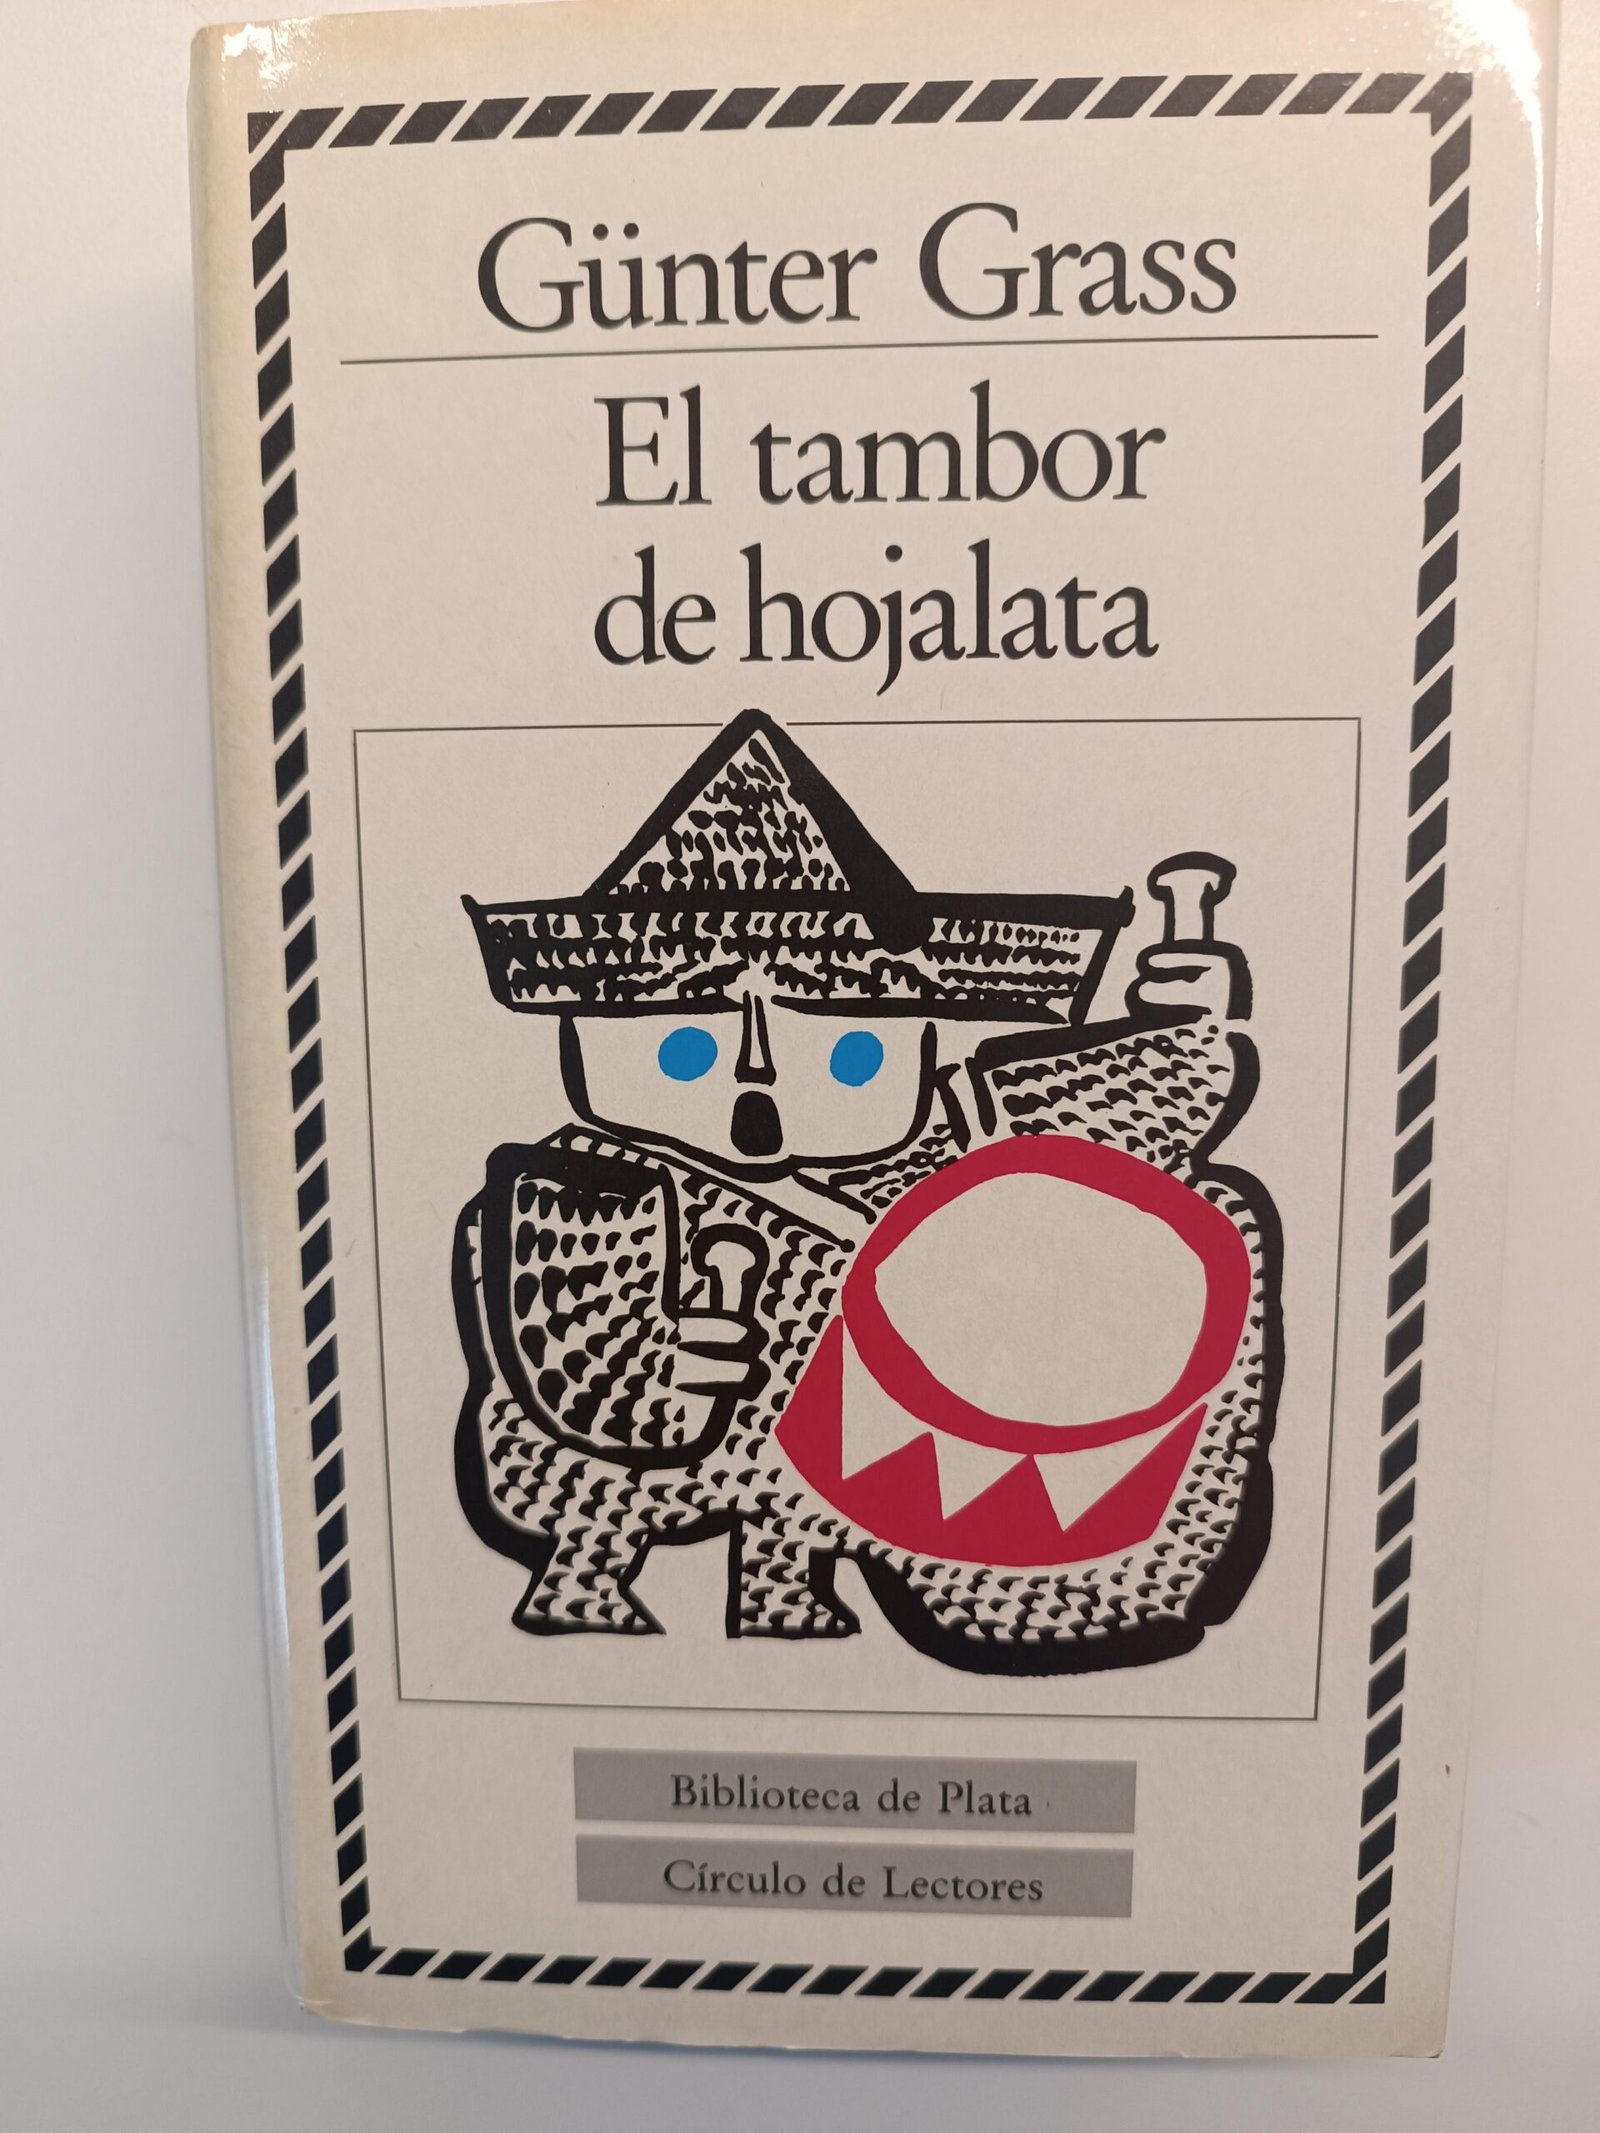 Günter Grass
El tambor
de hojalata
Biblioteca de Plata
Círculo de Lectores